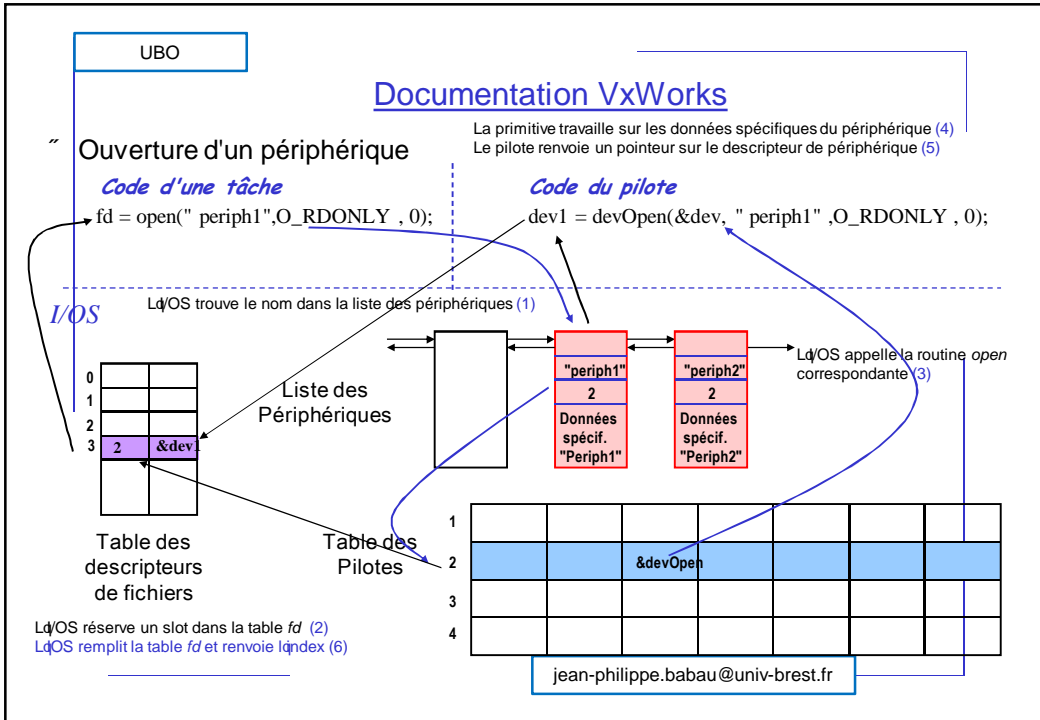 UBO
Documentation VxWorks
La primitive travaille sur les données spécifiques du périphérique (4)
Le pilote renvoie un pointeur sur le descripteur de périphérique (5)
˝ Ouverture d'un périphérique
Code d'une tâche
fd = open(" periph1",O_RDONLY , 0);
Code du pilote
dev1 = devOpen(&dev, " periph1" ,O_RDONLY , 0);
I/OS
Lq/OS trouve le nom dans la liste des périphériques (1)
Lq/OS appelle la routine open
correspondante (3)
Liste des
Périphériques
"periph1"
2
Données
spécif.
"Periph1"
"periph2"
2
Données
spécif.
"Periph2"
0
1
2
3
2 &dev1
Table des
descripteurs
de fichiers
Table des
Pilotes
1
2
&devOpen
3
4
Lq/OS réserve un slot dans la table fd (2)
Lq/OS remplit la table fd et renvoie lqindex (6)
jean-philippe.babau@univ-brest.fr